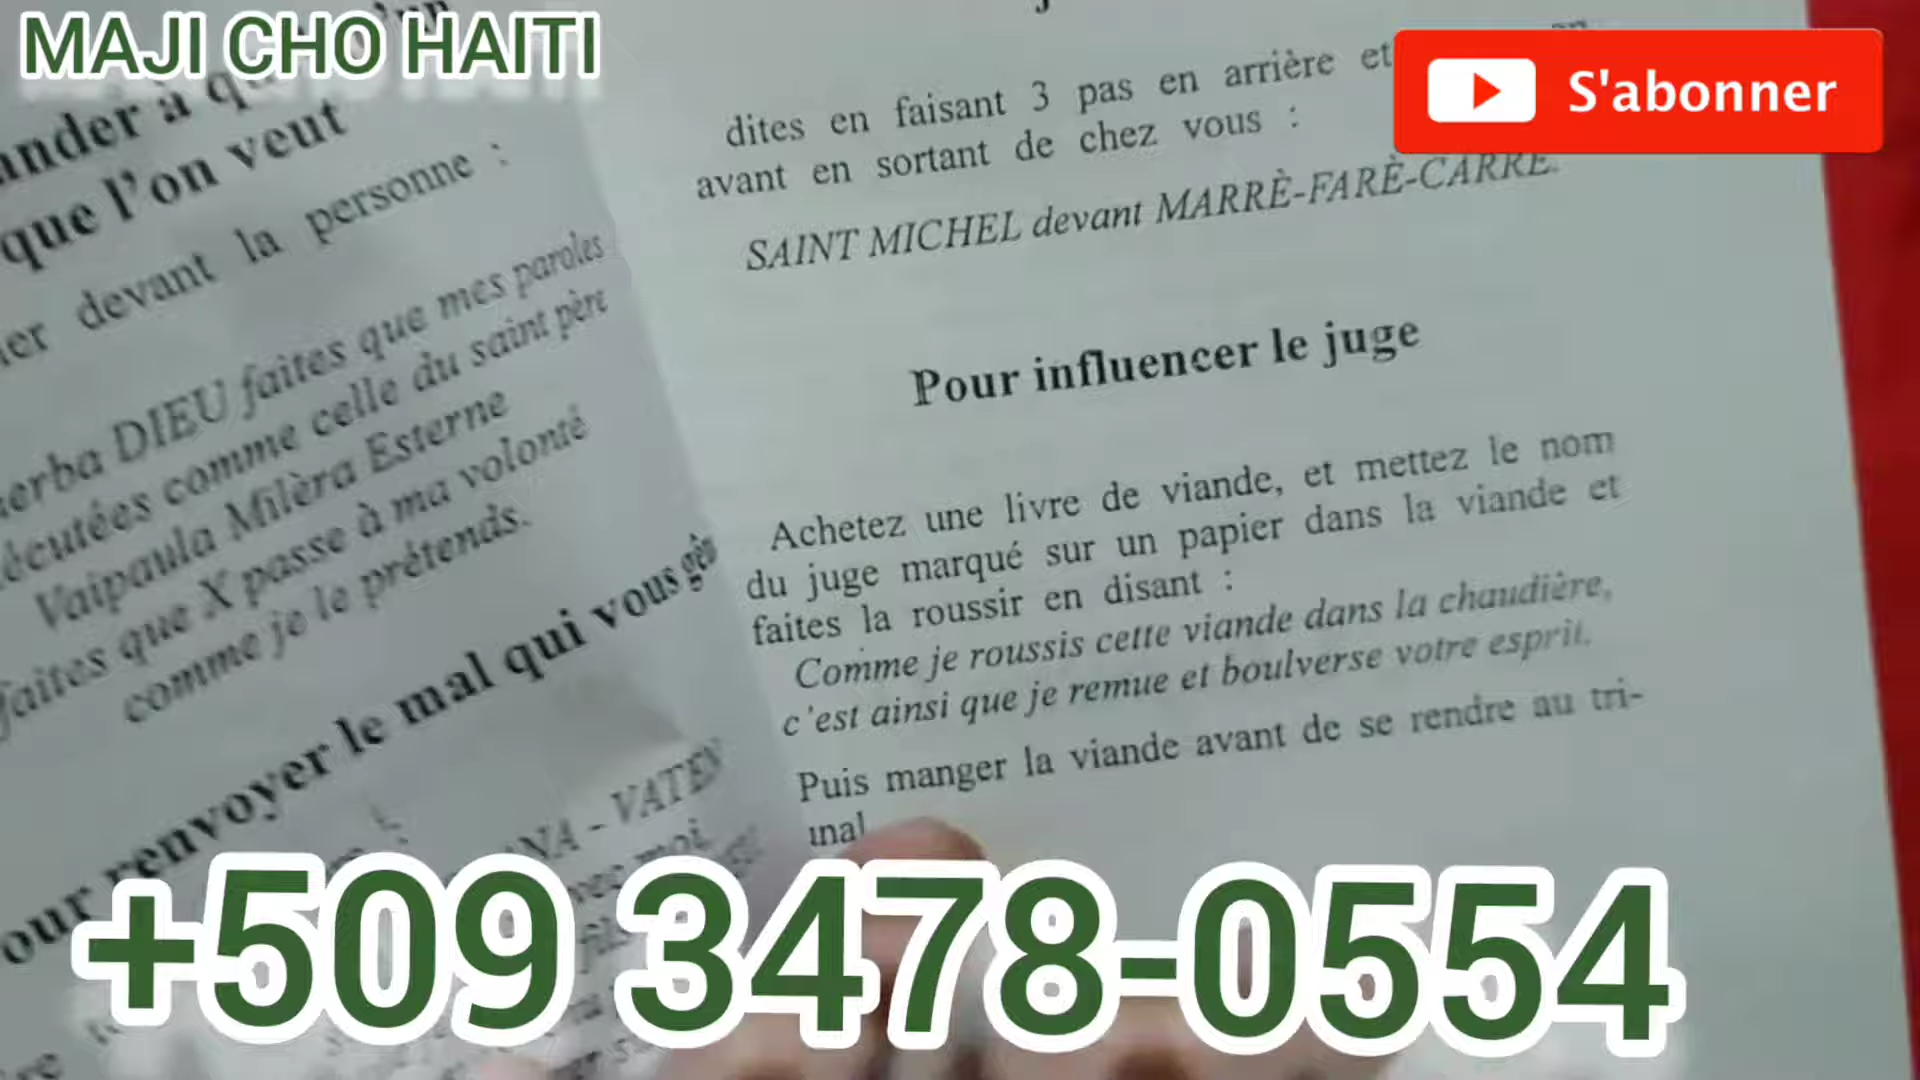 MAJI CHO HAITI
S'abonner
que l'on veut
devant la personne :
DIEU faites que mes paroles
comme celle du saint père
Vaipaula Milèra Esterne
faites que X passe à ma volonté
comme je le prétends.
renvoyer le mal qui vous
- VATEN
dites en faisant 3 pas en arrière et
avant en sortant de chez vous :
SAINT MICHEL devant MARRÈ-FARÈ-CARRE.
Pour influencer le juge
Achetez une livre de viande, et mettez le nom
du juge marqué sur un papier dans la viande et
faites la roussir en disant :
Comme je roussis cette viande dans la chaudière,
c'est ainsi que je remue et boulverse votre esprit.
Puis manger la viande avant de se rendre au tri-
+509 3478-0554